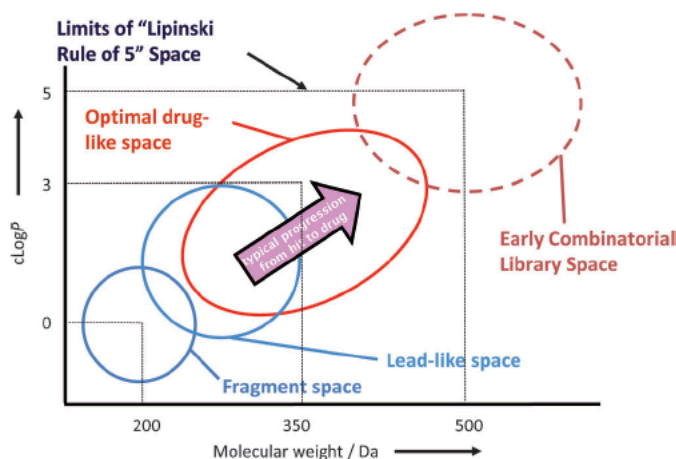 Limits of “Lipinski
Rule of 5” Space
5
Optimal drug-
like space
3
cLogP
typical progression
from hit to drug
Early Combinatorial
Library Space
0
Lead-like space
Fragment space
200
350
500
Molecular weight / Da